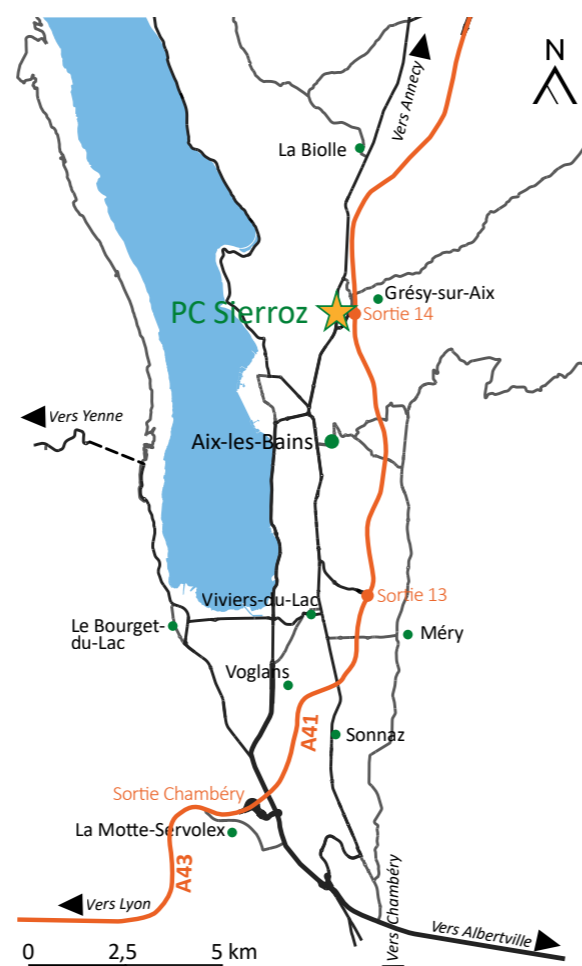 N
Vers Annecy
La Biolle
Grésy-sur-Aix
PC Sierroz
Sortie 14
Vers Yenne
Aix-les-Bains
Sortie 13
Viviers-du-Lac
Le Bourget-
du-Lac
Méry
Voglans
A41
Sonnaz
Sortie Chambéry
La Motte-Servolex
A43
Vers Chambéry
Vers Lyon
Vers Albertville
0 2,5 5 km